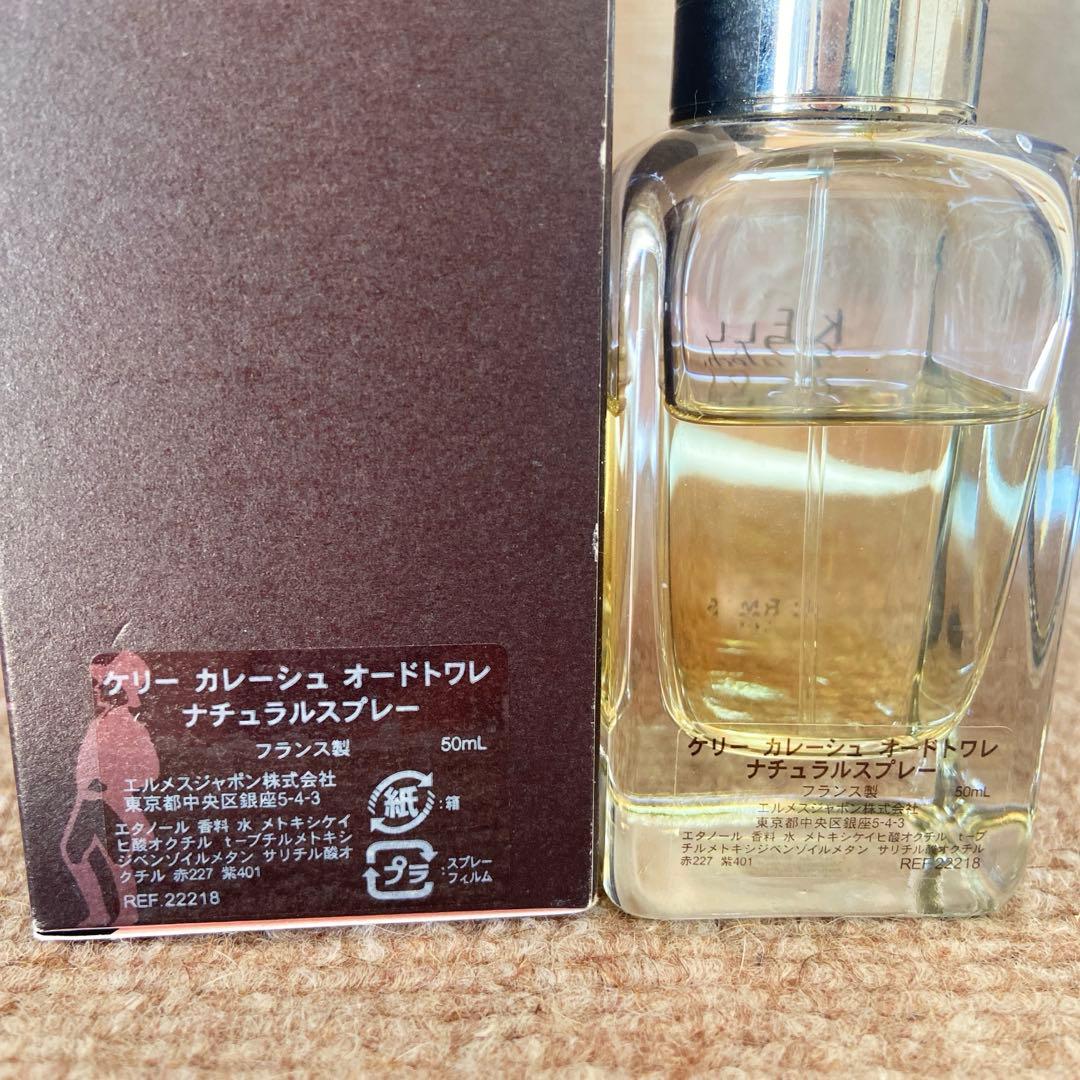 ケリー カレーシュ オードトワレ
ナチュラルスプレー
フランス製 50mL
エルメスジャポン株式会社
東京都中央区銀座5-4-3
エタノール 香料 水 メトキシケイ
ヒ酸オクチル t−ブチルメトキシ
ジベンゾイルメタン サリチル酸オ
クチル 赤227 紫401
REF.22218
紙 :箱
プラ :スプレー
フィルム
KELL
ケリー カレーシュ オードトワレ
ナチュラルスプレー
フランス製 50mL
エルメスジャポン株式会社
東京都中央区銀座5-4-3
エタノール 香料 水 メトキシケイヒ酸オクチル t−ブ
チルメトキシジベンゾイルメタン サリチル酸オクチル
赤227 紫401 REF.22218